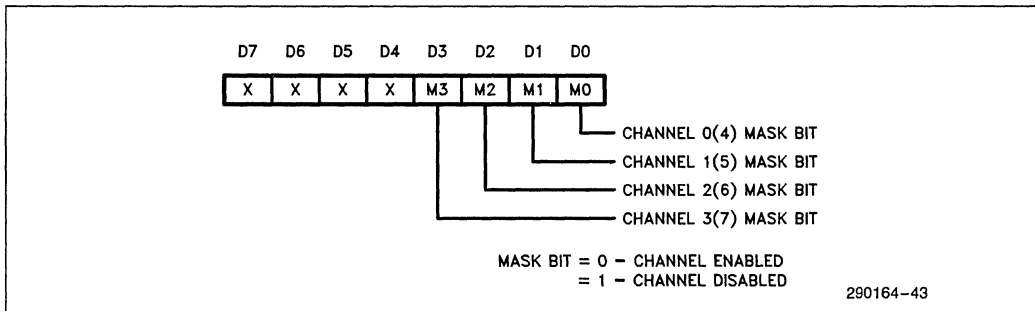 D7 D6 D5 D4 D3 D2 D1 D0
X X X X M3 M2 M1 M0
CHANNEL 0(4) MASK BIT
CHANNEL 1(5) MASK BIT
CHANNEL 2(6) MASK BIT
CHANNEL 3(7) MASK BIT
MASK BIT = 0 – CHANNEL ENABLED
= 1 – CHANNEL DISABLED
290164–43